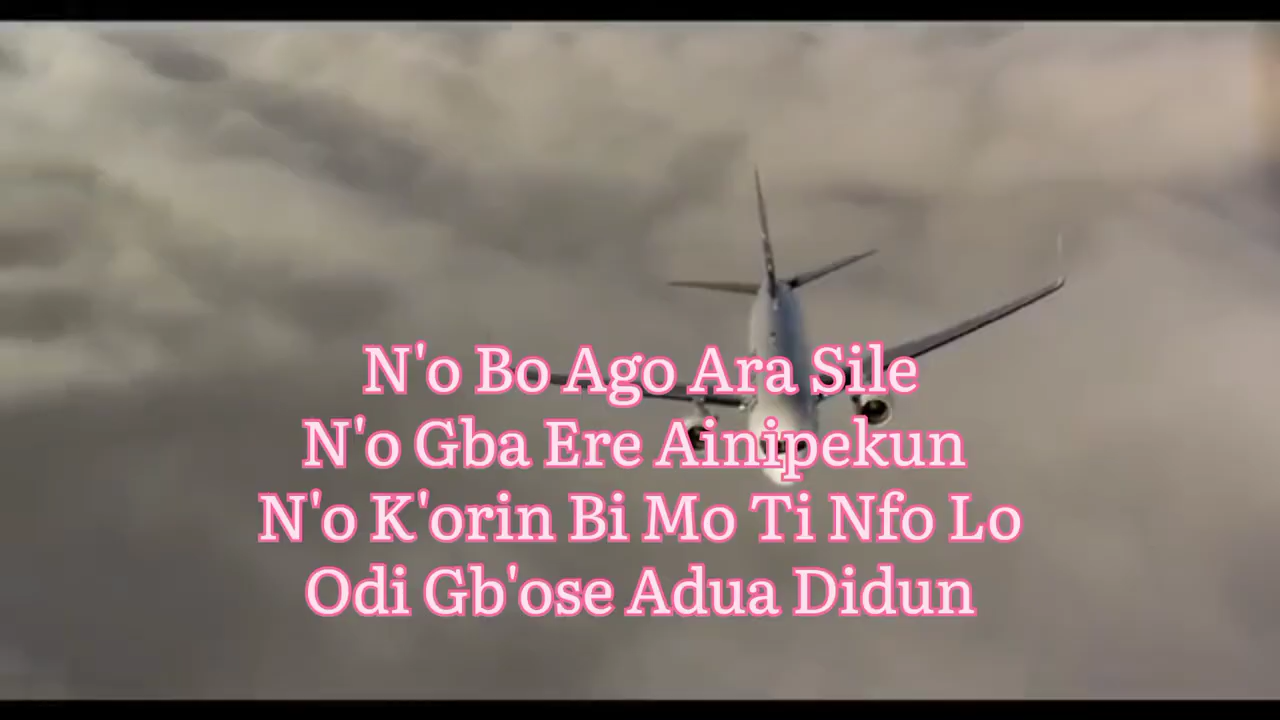 N'o Bo Ago Ara Sile
N'o Gba Ere Ainipekun
N'o K'orin Bi Mo Ti Nfo Lo
Odi Gb'ose Adua Didun